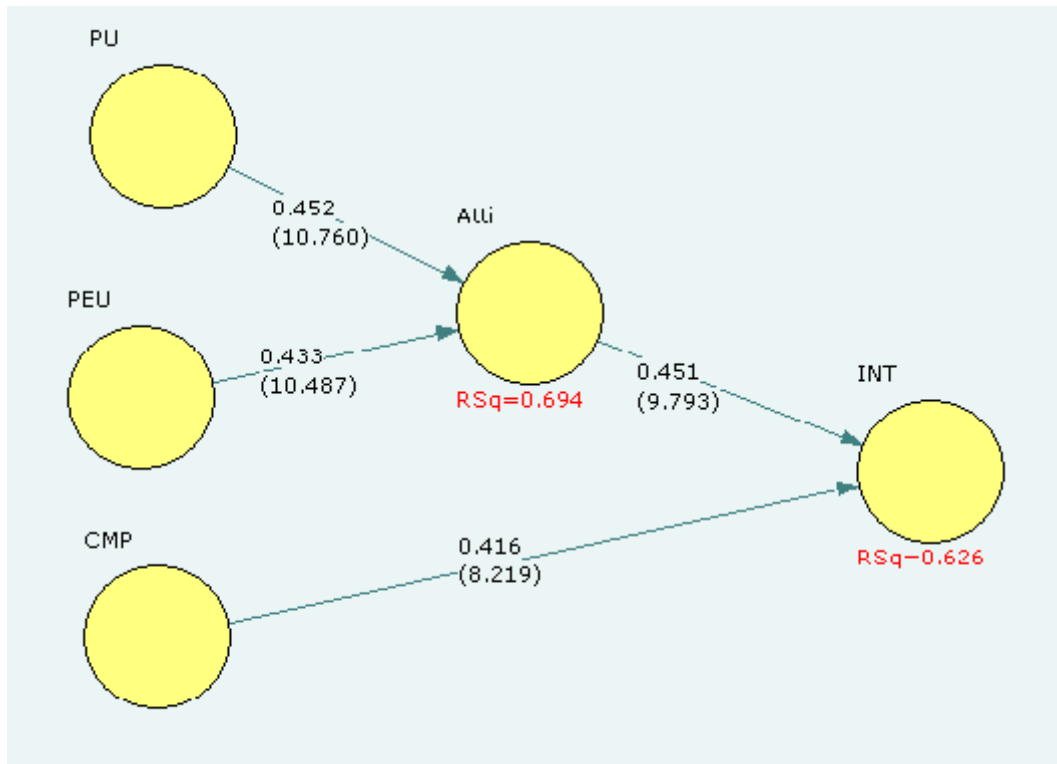 PU
0.452
(10.760)
Alli
PEU
0.433
(10.487)
RSq=0.694
0.451
(9.793)
INT
CMP
0.416
(8.219)
RSq=0.626